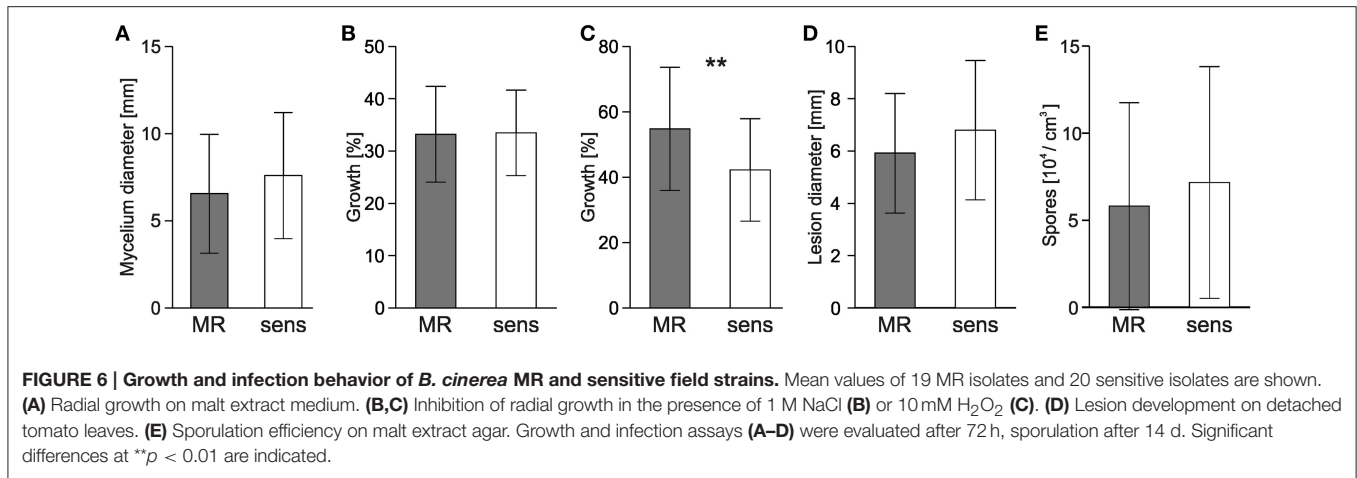 A
15
10
5
0
Mycelium diameter [mm]
MR sens
B
50
40
30
20
10
0
Growth [%]
MR sens
C
80
60
40
20
0
Growth [%]
**
MR sens
D
10
8
6
4
2
0
Lesion diameter [mm]
MR sens
E
15
10
5
0
Spores [10⁴/ cm³]
MR sens
FIGURE 6 | Growth and infection behavior of B. cinerea MR and sensitive field strains. Mean values of 19 MR isolates and 20 sensitive isolates are shown.
(A) Radial growth on malt extract medium. (B,C) Inhibition of radial growth in the presence of 1 M NaCl (B) or 10 mM H₂O₂ (C). (D) Lesion development on detached
tomato leaves. (E) Sporulation efficiency on malt extract agar. Growth and infection assays (A–D) were evaluated after 72 h, sporulation after 14 d. Significant
differences at **p < 0.01 are indicated.